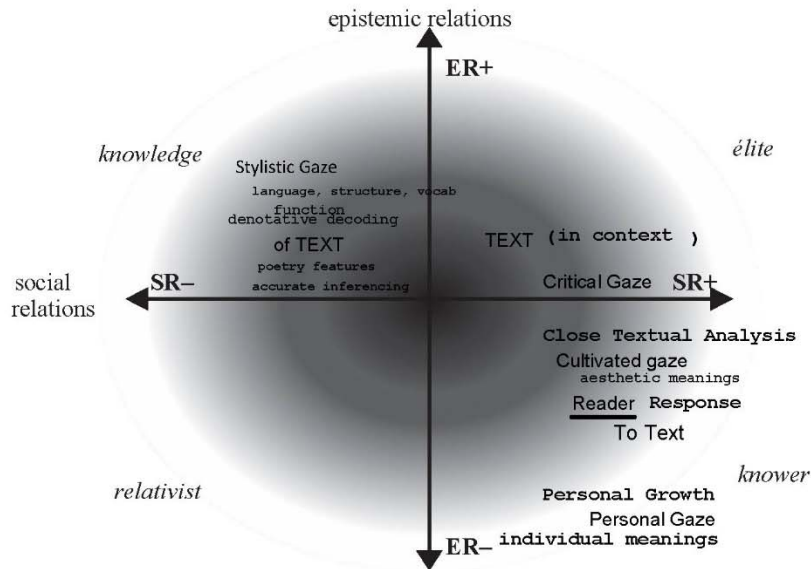 epistemic relations
ER+
knowledge
élite
Stylistic Gaze
language, structure, vocab
function
denotative decoding
of TEXT
TEXT (in context )
poetry features
accurate inferencing
social
relations
SR–
Critical Gaze
SR+
Close Textual Analysis
Cultivated gaze
aesthetic meanings
Reader Response
To Text
relativist
knower
Personal Growth
Personal Gaze
individual meanings
ER–